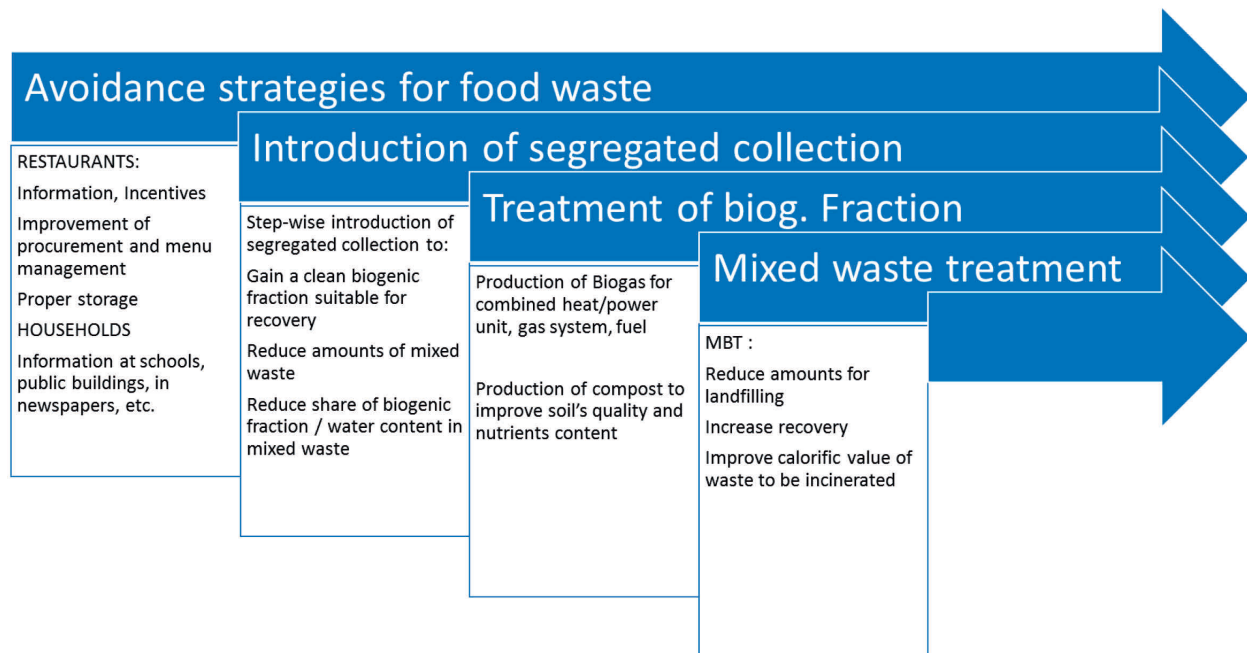 Avoidance strategies for food waste
RESTAURANTS:
Information, Incentives
Improvement of
procurement and menu
management
Proper storage
HOUSEHOLDS
Information at schools,
public buildings, in
newspapers, etc.
Introduction of segregated collection
Step-wise introduction of
segregated collection to:
Gain a clean biogenic
fraction suitable for
recovery
Reduce amounts of mixed
waste
Reduce share of biogenic
fraction / water content in
mixed waste
Treatment of biog. Fraction
Production of Biogas for
combined heat/power
unit, gas system, fuel
Production of compost to
improve soil's quality and
nutrients content
Mixed waste treatment
MBT :
Reduce amounts for
landfilling
Increase recovery
Improve calorific value of
waste to be incinerated